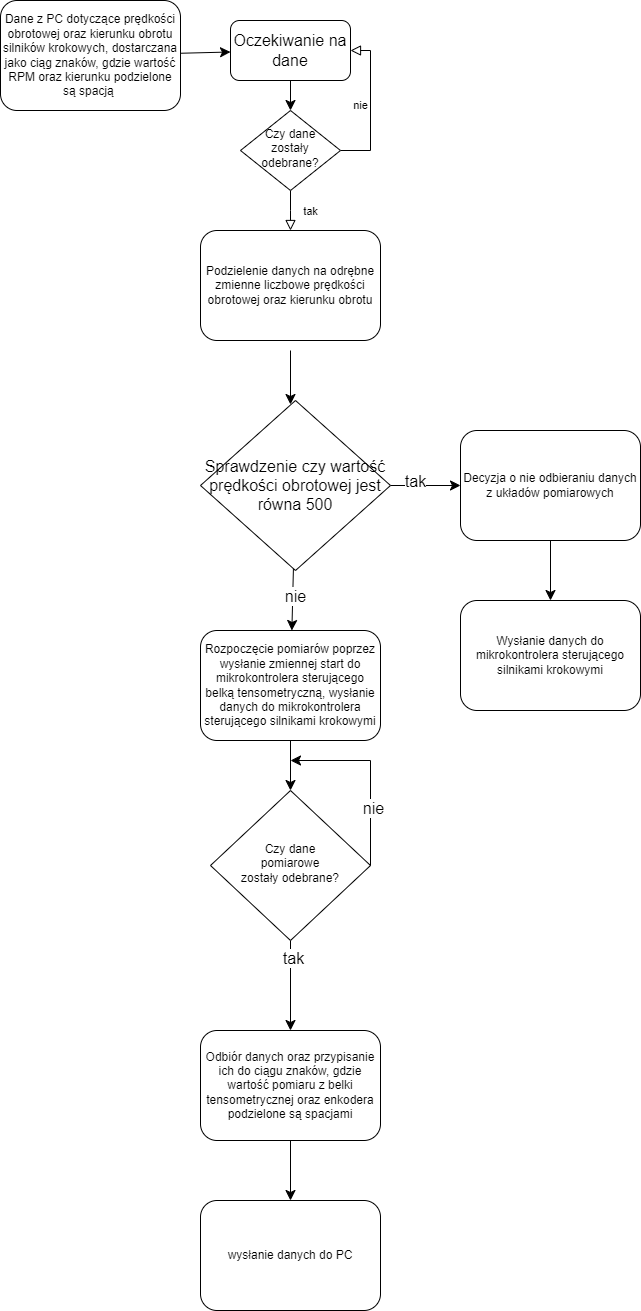 Dane z PC dotyczące prędkości
obrotowej oraz kierunku obrotu
silników krokowych, dostarczana
jako ciąg znaków, gdzie wartość
RPM oraz kierunku podzielone
są spacją
Oczekiwanie na
dane
nie
Czy dane
zostały
odebrane?
tak
Podzielenie danych na odrębne
zmienne liczbowe prędkości
obrotowej oraz kierunku obrotu
Sprawdzenie czy wartość
prędkości obrotowej jest
równa 500
tak
Decyzja o nie odbieraniu danych
z układów pomiarowych
Wysłanie danych do
mikrokontrolera sterującego
silnikami krokowymi
nie
Rozpoczęcie pomiarów poprzez
wysłanie zmiennej start do
mikrokontrolera sterującego
belką tensometryczną, wysłanie
danych do mikrokontrolera
sterującego silnikami krokowymi
nie
Czy dane
pomiarowe
zostały odebrane?
tak
Odbiór danych oraz przypisanie
ich do ciągu znaków, gdzie
wartość pomiaru z belki
tensometrycznej oraz enkodera
podzielone są spacjami
wysłanie danych do PC